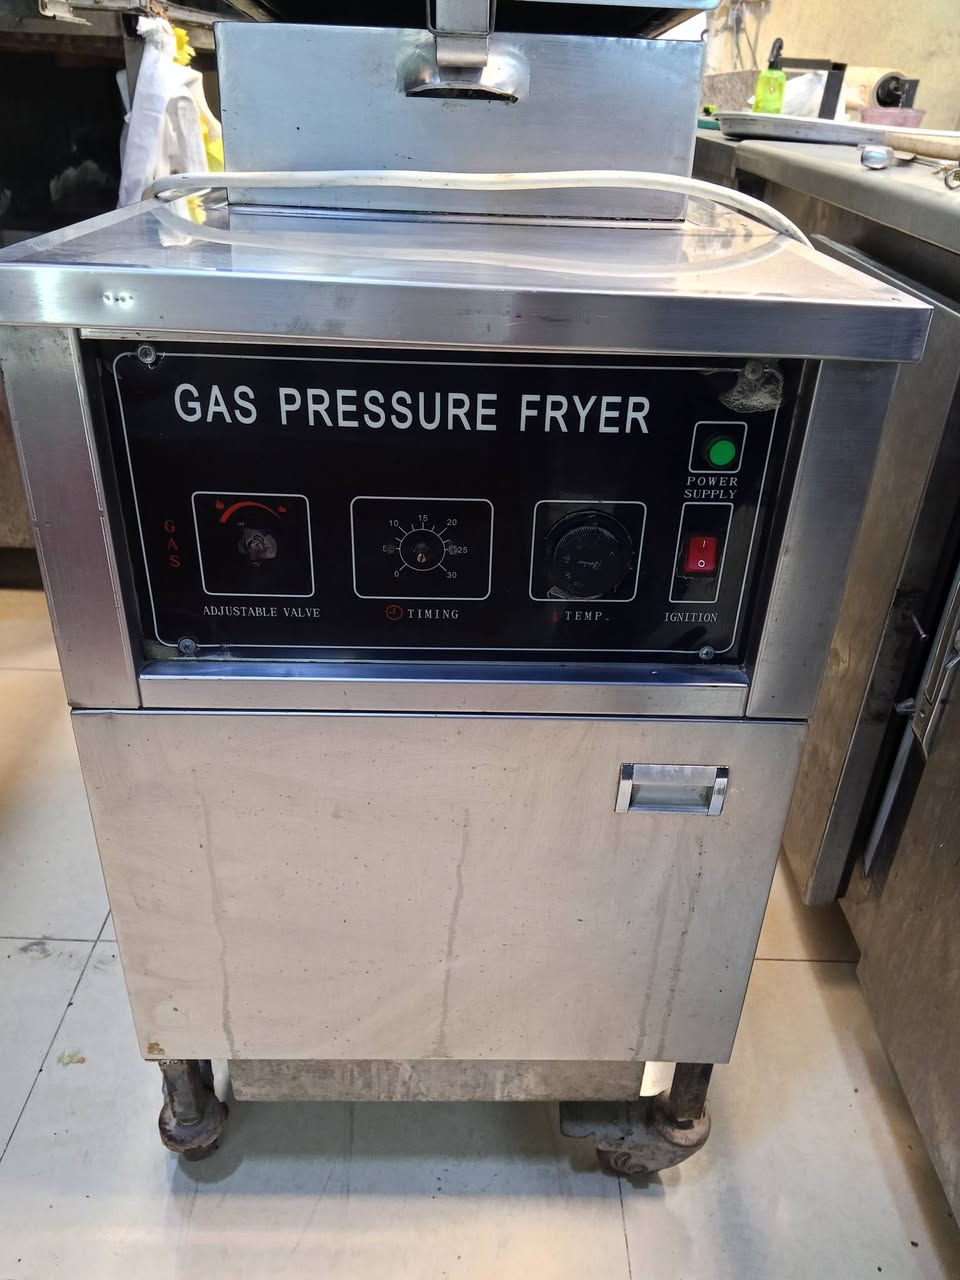 GAS PRESSURE FRYER
POWER
SUPPLY
GAS
10 15 20
5 25
0 30
I
O
ADJUSTABLE VALVE
TIMING
TEMP.
IGNITION